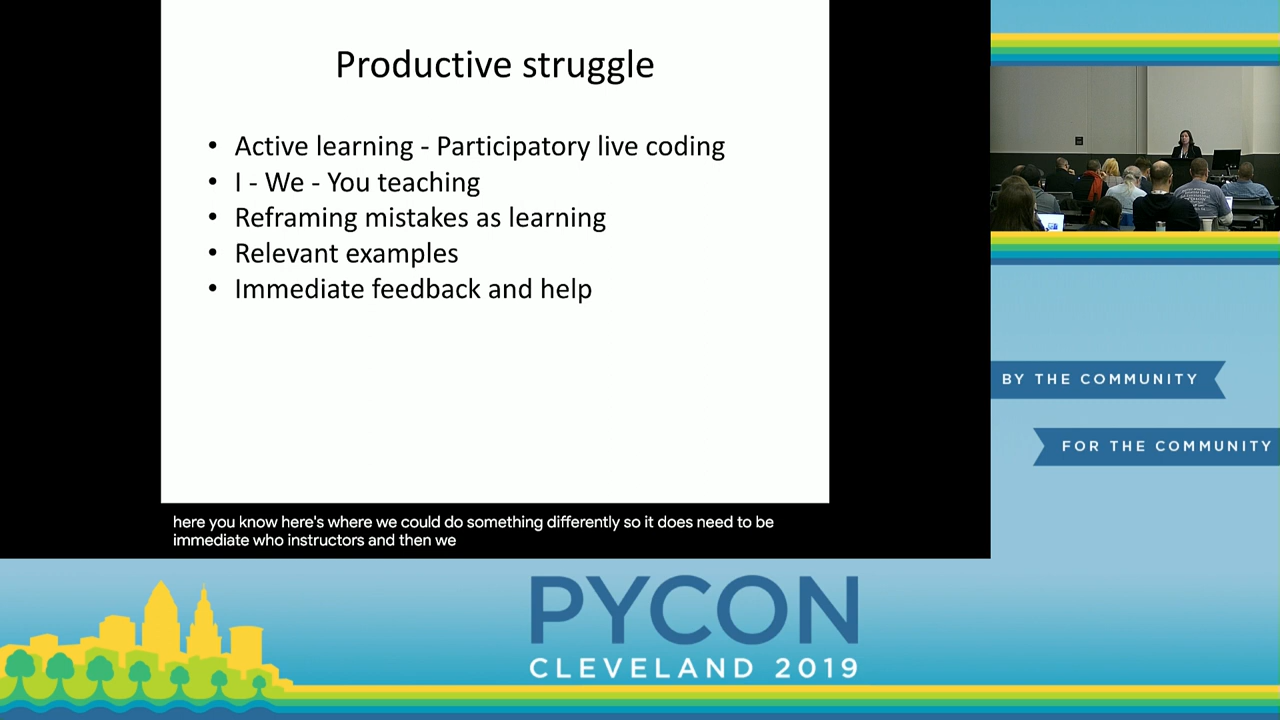 Productive struggle
• Active learning - Participatory live coding
• I - We - You teaching
• Reframing mistakes as learning
• Relevant examples
• Immediate feedback and help
here you know here's where we could do something differently so it does need to be
immediate who instructors and then we
BY THE COMMUNITY
FOR THE COMMUNITY
PYCON
CLEVELAND 2019